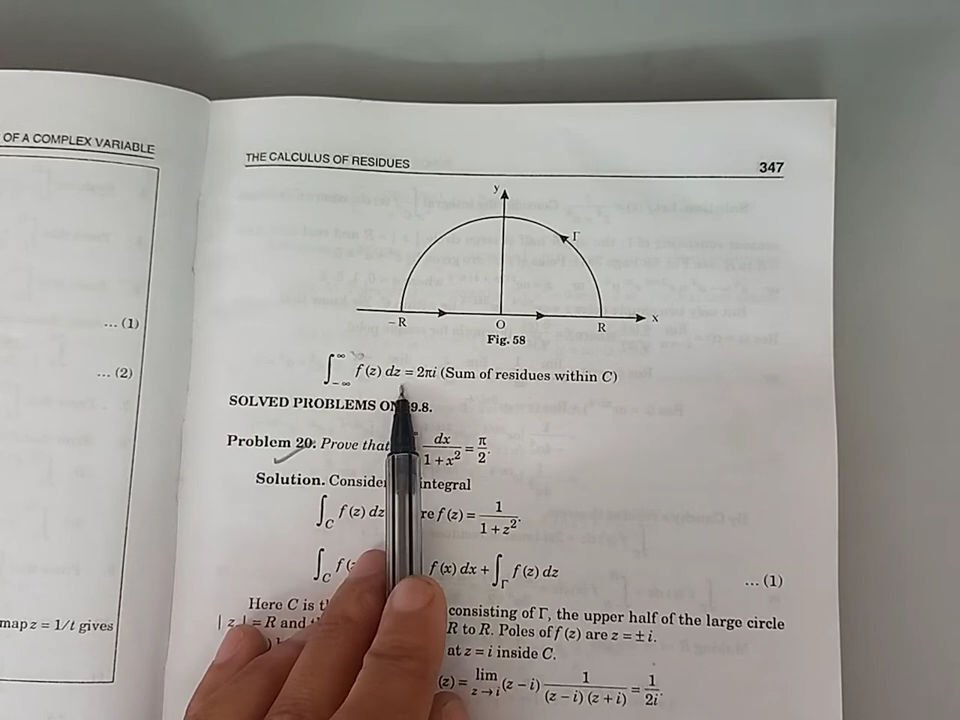 OF A COMPLEX VARIABLE
... (1)
... (2)
map z = 1/t gives
THE CALCULUS OF RESIDUES 347
y
Γ
– R O R x
Fig. 58
∫_{-∞}^{∞} f(z) dz = 2πi (Sum of residues within C)
SOLVED PROBLEMS ON 9.8.
Problem 20. Prove that dx/(1 + x²) = π/2.
Solution. Consider integral
∫_C f(z) dz f(z) = 1/(1 + z²).
∫_C f(x) dx + ∫_Γ f(z) dz ... (1)
Here C is consisting of Γ, the upper half of the large circle
| z | = R and R to R. Poles of f(z) are z = ± i.
at z = i inside C.
(z) = lim_{z → i} (z – i) 1/((z – i) (z + i)) = 1/2i.